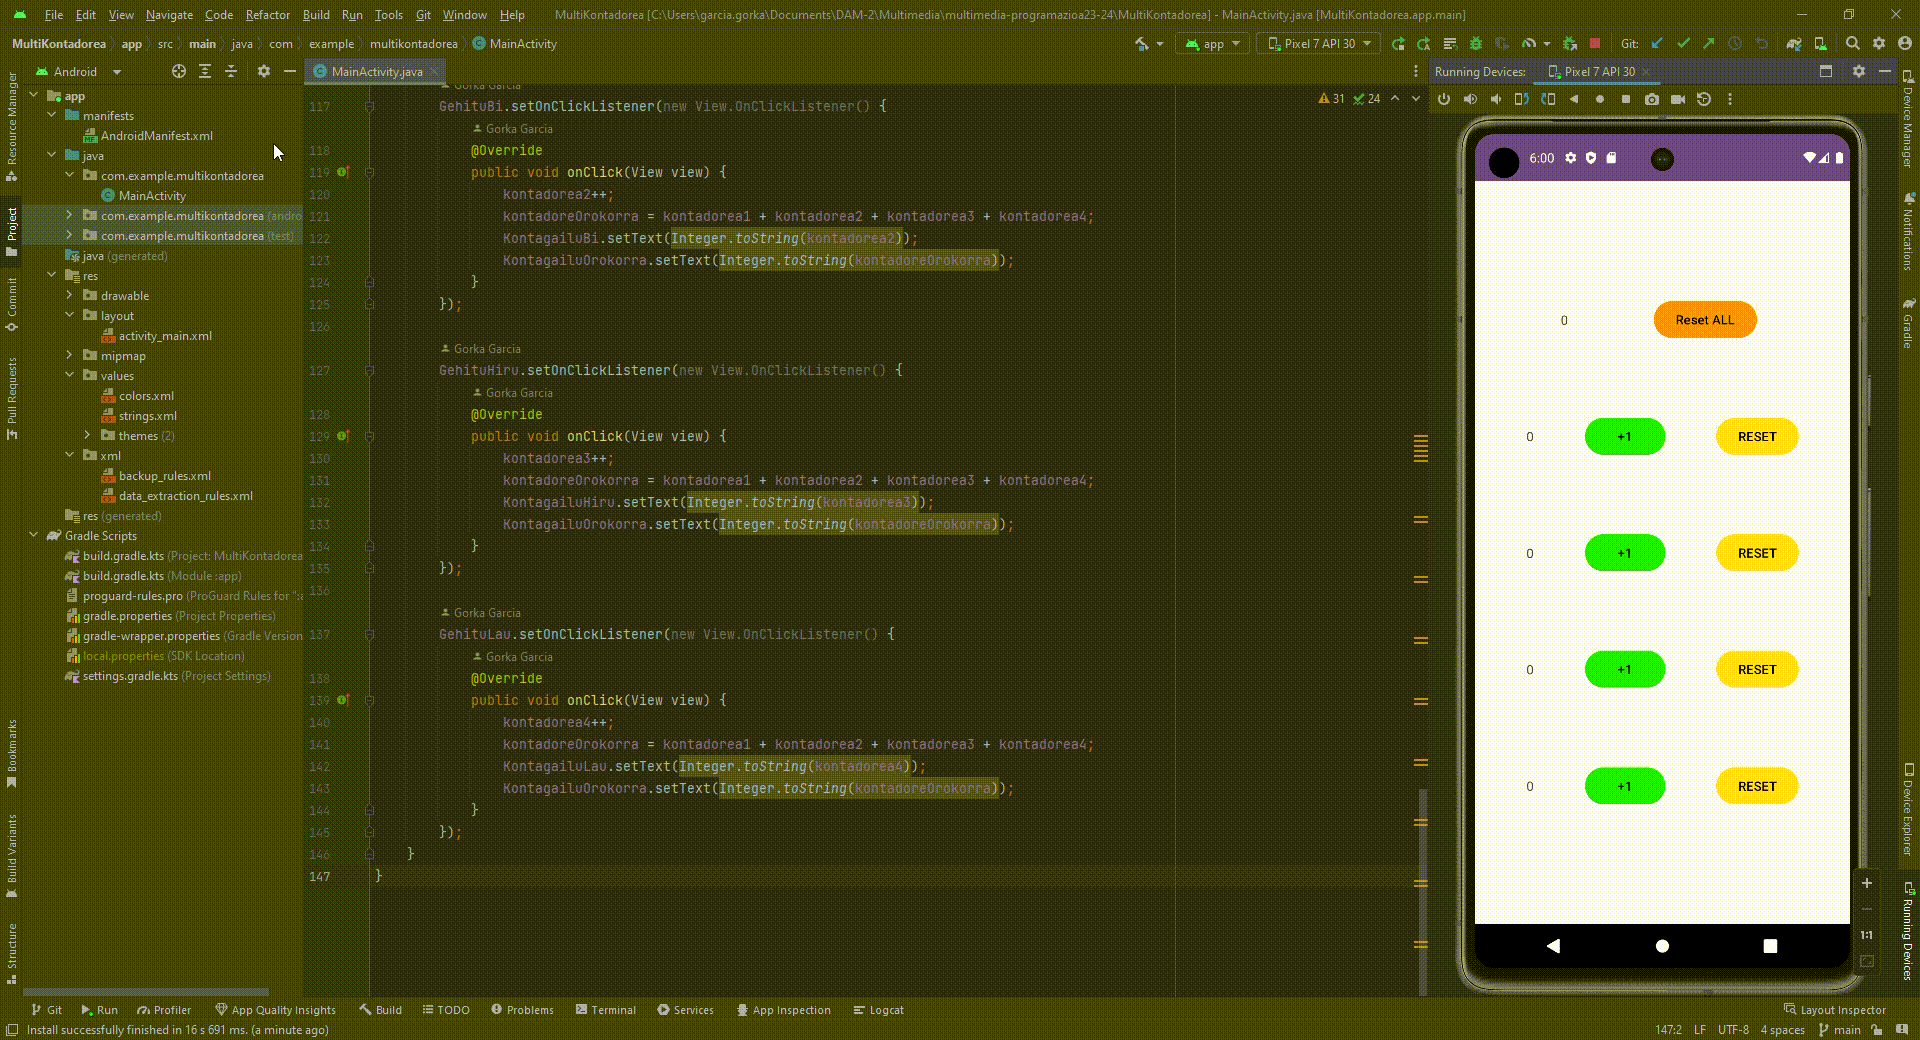 File Edit View Navigate Code Refactor Build Run Tools Git Window Help MultiKontadorea [C:\Users\garcia.gorka\Documents\DAM-2\Multimedia\multimedia-programazioa23-24\MultiKontadorea] - MainActivity.java [MultiKontadorea.app.main]
MultiKontadorea app src main java com example multikontadorea MainActivity app Pixel 7 API 30 Git:
Android
MainActivity.java
Running Devices: Pixel 7 API 30
Resource Manager
Project
Commit
Pull Requests
Bookmarks
Build Variants
Structure
app
manifests
AndroidManifest.xml
java
com.example.multikontadorea
MainActivity
com.example.multikontadorea (andro
com.example.multikontadorea (test)
java (generated)
res
drawable
layout
activity_main.xml
mipmap
values
colors.xml
strings.xml
themes (2)
xml
backup_rules.xml
data_extraction_rules.xml
res (generated)
Gradle Scripts
build.gradle.kts (Project: MultiKontadorea
build.gradle.kts (Module :app)
proguard-rules.pro (ProGuard Rules for ":a
gradle.properties (Project Properties)
gradle-wrapper.properties (Gradle Version
local.properties (SDK Location)
settings.gradle.kts (Project Settings)
31 24
Gorka Garcia
117 GehituBi.setOnClickListener(new View.OnClickListener() {
Gorka Garcia
118 @Override
119 public void onClick(View view) {
120 kontadorea2++;
121 kontadoreOrokorra = kontadorea1 + kontadorea2 + kontadorea3 + kontadorea4;
122 KontagailuBi.setText(Integer.toString(kontadorea2));
123 KontagailuOrokorra.setText(Integer.toString(kontadoreOrokorra));
124 }
125 });
126
Gorka Garcia
127 GehituHiru.setOnClickListener(new View.OnClickListener() {
Gorka Garcia
128 @Override
129 public void onClick(View view) {
130 kontadorea3++;
131 kontadoreOrokorra = kontadorea1 + kontadorea2 + kontadorea3 + kontadorea4;
132 KontagailuHiru.setText(Integer.toString(kontadorea3));
133 KontagailuOrokorra.setText(Integer.toString(kontadoreOrokorra));
134 }
135 });
136
Gorka Garcia
137 GehituLau.setOnClickListener(new View.OnClickListener() {
Gorka Garcia
138 @Override
139 public void onClick(View view) {
140 kontadorea4++;
141 kontadoreOrokorra = kontadorea1 + kontadorea2 + kontadorea3 + kontadorea4;
142 KontagailuLau.setText(Integer.toString(kontadorea4));
143 KontagailuOrokorra.setText(Integer.toString(kontadoreOrokorra));
144 }
145 });
146 }
147 }
6:00
0 Reset ALL
0 +1 RESET
0 +1 RESET
0 +1 RESET
0 +1 RESET
1:1
Device Manager
Notifications
Gradle
Device Explorer
Running Devices
Git Run Profiler App Quality Insights Build TODO Problems Terminal Services App Inspection Logcat Layout Inspector
Install successfully finished in 16 s 691 ms. (a minute ago) 147:2 LF UTF-8 4 spaces main